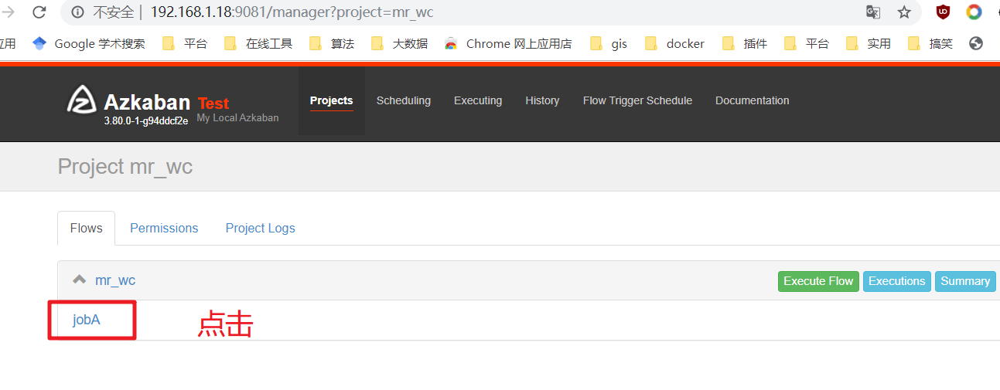 不安全 | 192.168.1.18:9081/manager?project=mr_wc
应用 Google 学术搜索 平台 在线工具 算法 大数据 Chrome 网上应用店 gis docker 插件 平台 实用 搞笑
Azkaban Test
3.80.0-1-g94ddcf2e My Local Azkaban
Projects Scheduling Executing History Flow Trigger Schedule Documentation
Project mr_wc
Flows Permissions Project Logs
mr_wc Execute Flow Executions Summary
jobA 点击